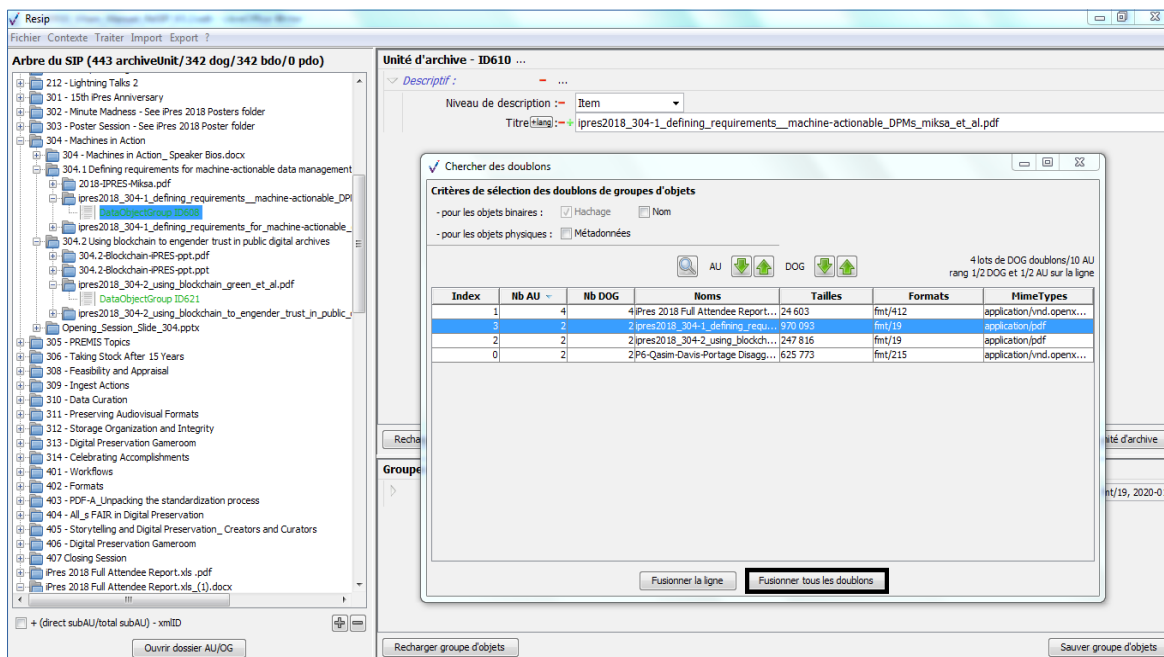 Resip
Fichier Contexte Traiter Import Export ?
Arbre du SIP (443 archiveUnit/342 dog/342 bdo/0 pdo)
212 - Lightning Talks 2
301 - 15th iPres Anniversary
302 - Minute Madness - See iPres 2018 Posters folder
303 - Poster Session - See iPres 2018 Poster folder
304 - Machines in Action
304 - Machines in Action_ Speaker Bios.docx
304.1 Defining requirements for machine-actionable data management
2018-IPRES-Miksa.pdf
ipres2018_304-1_defining_requirements__machine-actionable_DPI
DataObjectGroup
ipres2018_304-1_defining_requirements_for_machine-actionable_
304.2 Using blockchain to engender trust in public digital archives
304.2-Blockchain-iPRES-ppt.pdf
304.2-Blockchain-iPRES-ppt.ppt
ipres2018_304-2_using_blockchain_green_et_al.pdf
DataObjectGroup ID621
ipres2018_304-2_using_blockchain_to_engender_trust_in_public_
Opening_Session_Slide_304.pptx
305 - PREMIS Topics
306 - Taking Stock After 15 Years
308 - Feasibility and Appraisal
309 - Ingest Actions
310 - Data Curation
311 - Preserving Audiovisual Formats
312 - Storage Organization and Integrity
313 - Digital Preservation Gameroom
314 - Celebrating Accomplishments
401 - Workflows
402 - Formats
403 - PDF-A_Unpacking the standardization process
404 - All_s FAIR in Digital Preservation
405 - Storytelling and Digital Preservation_ Creators and Curators
406 - Digital Preservation Gameroom
407 Closing Session
iPres 2018 Full Attendee Report.xls .pdf
iPres 2018 Full Attendee Report.xls_(1).docx
+ (direct subAU/total subAU) - xmlID
Ouvrir dossier AU/OG
Unité d'archive - ID610 ...
Descriptif : - ...
Niveau de description :- Item
Titre +lang :-+ ipres2018_304-1_defining_requirements__machine-actionable_DPMs_miksa_et_al.pdf
Chercher des doublons
Critères de sélection des doublons de groupes d'objets
- pour les objets binaires : Hachage Nom
- pour les objets physiques : Métadonnées
AU DOG 4 lots de DOG doublons/10 AU
rang 1/2 DOG et 1/2 AU sur la ligne
Index Nb AU Nb DOG Noms Tailles Formats MimeTypes
1 4 4 iPres 2018 Full Attendee Report... 24 603 fmt/412 application/vnd.openx...
3 2 2 ipres2018_304-1_defining_requ... 970 093 fmt/19 application/pdf
2 2 2 ipres2018_304-2_using_blockch... 247 816 fmt/19 application/pdf
0 2 2 P6-Qasim-Davis-Portage Disagg... 625 773 fmt/215 application/vnd.openx...
Fusionner la ligne Fusionner tous les doublons
Recha
ité d'archive
Groupe
mt/19, 2020-0
Recharger groupe d'objets Sauver groupe d'objets